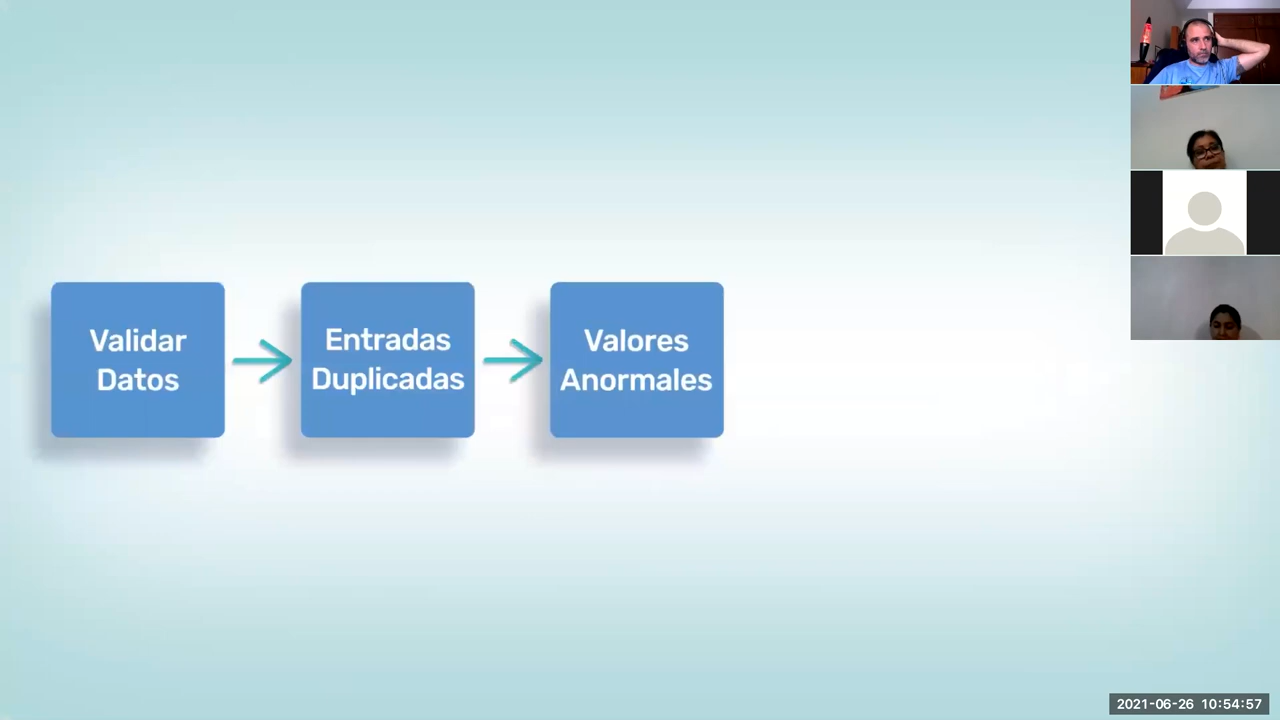 Validar
Datos
Entradas
Duplicadas
Valores
Anormales
2021-06-26 10:54:57